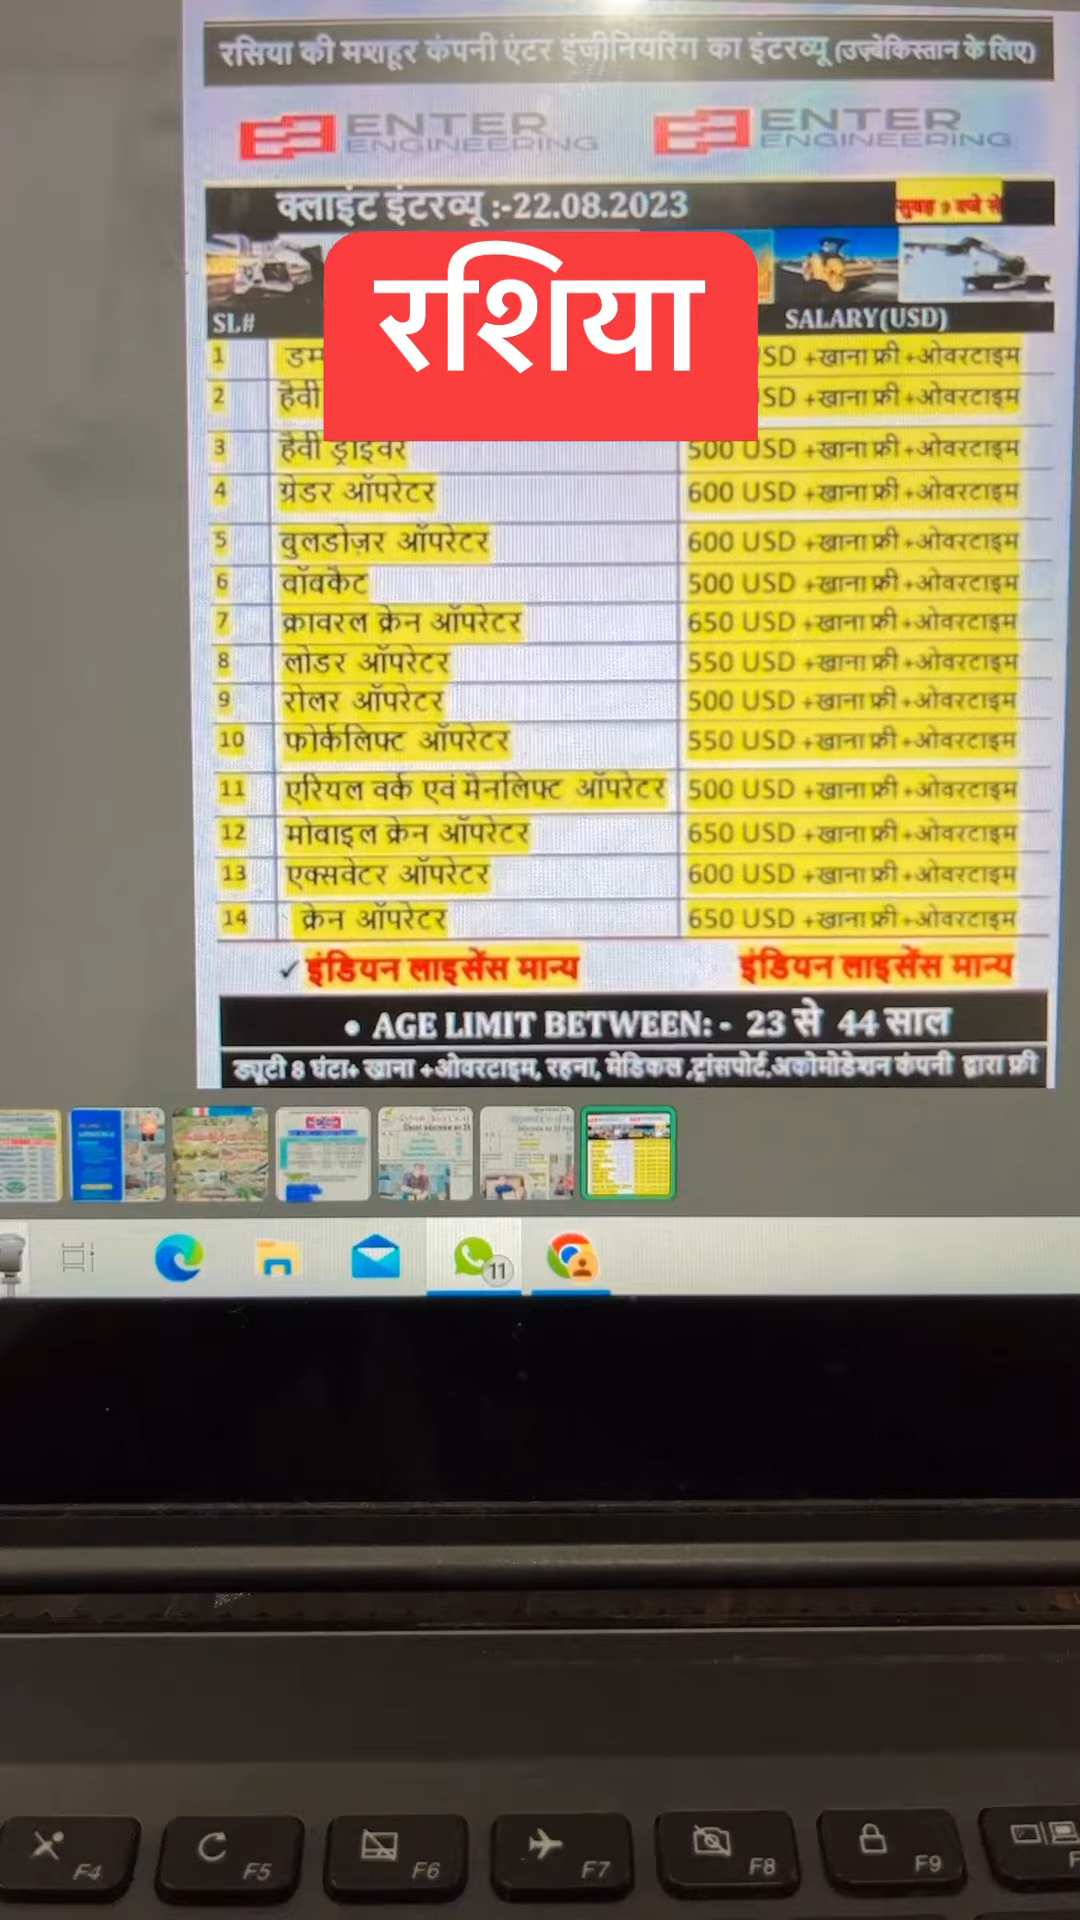 रसिया की मशहूर कंपनी एंटर इंजीनियरिंग का इंटरव्यू (उज्बेकिस्तान के लिए)
ENTER ENGINEERING ENTER ENGINEERING
क्लाइंट इंटरव्यू :-22.08.2023 सुबह 9 बजे से
रशिया
SL# SALARY(USD)
1 डम SD +खाना फ्री +ओवरटाइम
2 हेवी SD +खाना फ्री +ओवरटाइम
3 हेवी ड्राइवर 500 USD +खाना फ्री +ओवरटाइम
4 ग्रेडर ऑपरेटर 600 USD +खाना फ्री +ओवरटाइम
5 वुलडोज़र ऑपरेटर 600 USD +खाना फ्री +ओवरटाइम
6 वॉवकैट 500 USD +खाना फ्री +ओवरटाइम
7 क्रावरल क्रेन ऑपरेटर 650 USD +खाना फ्री +ओवरटाइम
8 लोडर ऑपरेटर 550 USD +खाना फ्री +ओवरटाइम
9 रोलर ऑपरेटर 500 USD +खाना फ्री +ओवरटाइम
10 फोर्कलिफ्ट ऑपरेटर 550 USD +खाना फ्री +ओवरटाइम
11 एरियल वर्क एवं मैनलिफ्ट ऑपरेटर 500 USD +खाना फ्री +ओवरटाइम
12 मोवाइल क्रेन ऑपरेटर 650 USD +खाना फ्री +ओवरटाइम
13 एक्सवेटर ऑपरेटर 600 USD +खाना फ्री +ओवरटाइम
14 क्रेन ऑपरेटर 650 USD +खाना फ्री +ओवरटाइम
✓ इंडियन लाइसेंस मान्य इंडियन लाइसेंस मान्य
• AGE LIMIT BETWEEN: - 23 से 44 साल
ड्यूटी 8 घंटा+ खाना +ओवरटाइम, रहना, मेडिकल ,ट्रांसपोर्ट,अकोमोडेशन कंपनी द्वारा फ्री
11
F4 F5 F6 F7 F8 F9 F